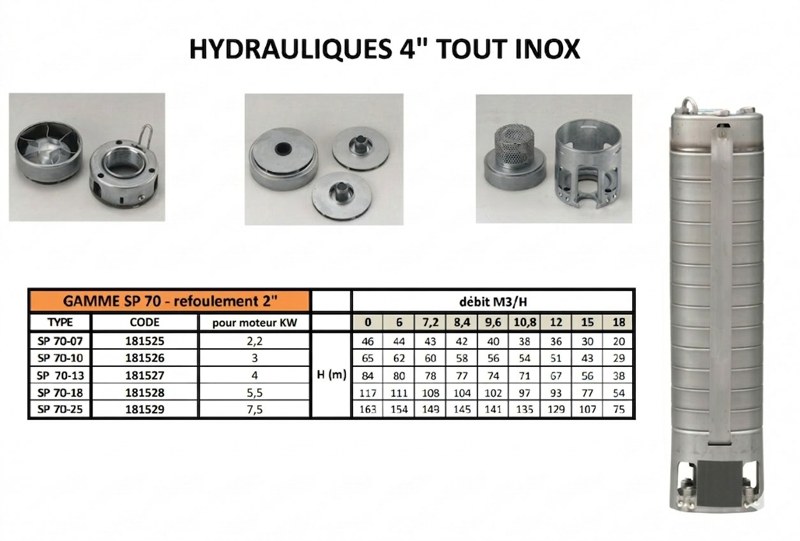 HYDRAULIQUES 4" TOUT INOX
GAMME SP 70 - refoulement 2" débit M3/H
TYPE CODE pour moteur KW 0 6 7,2 8,4 9,6 10,8 12 15 18
SP 70-07 181525 2,2 46 44 43 42 40 38 36 30 20
SP 70-10 181526 3 65 62 60 58 56 54 51 43 29
SP 70-13 181527 4 H (m) 84 80 78 77 74 71 67 56 38
SP 70-18 181528 5,5 117 111 108 104 102 97 93 77 54
SP 70-25 181529 7,5 163 154 149 145 141 135 129 107 75